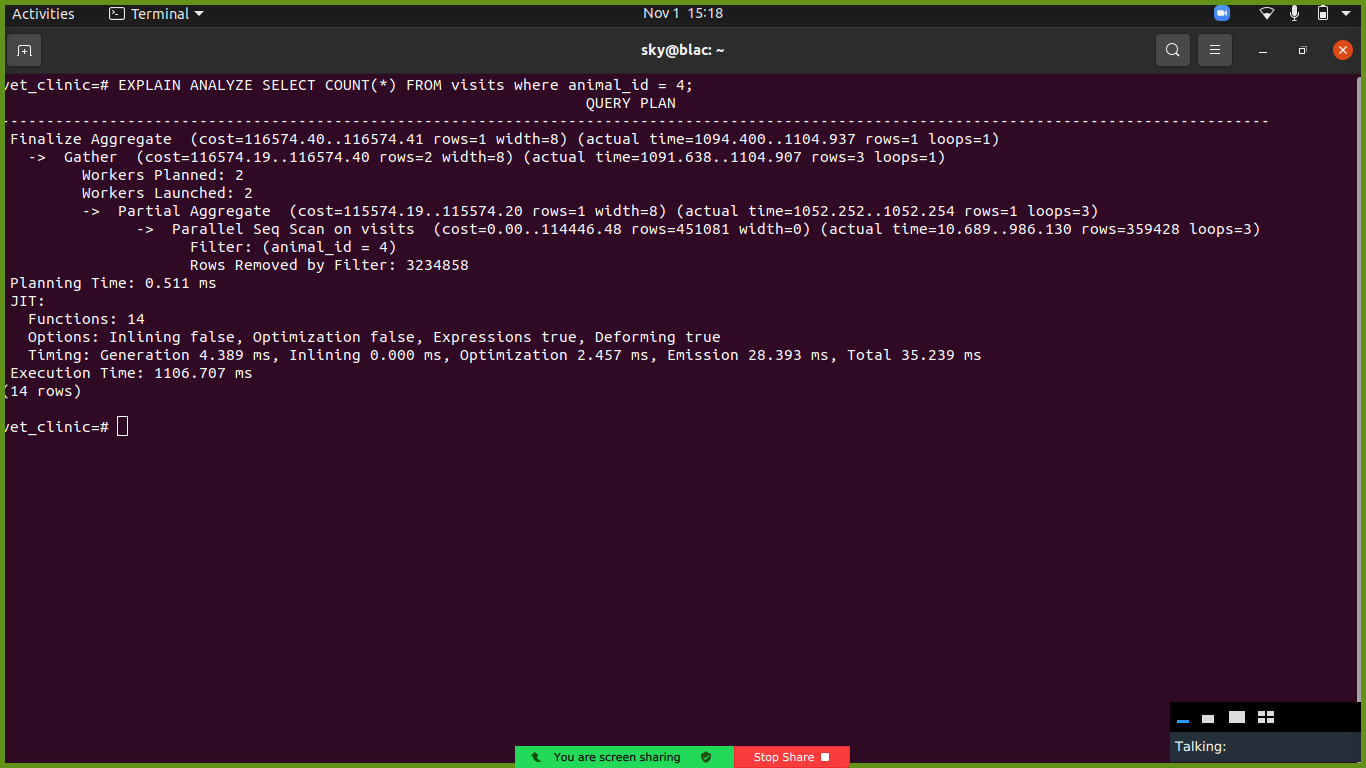 Activities
Terminal
Nov 1 15:18
sky@blac: ~
vet_clinic=# EXPLAIN ANALYZE SELECT COUNT(*) FROM visits where animal_id = 4;
QUERY PLAN
-----------------------------------------------------------------------------------------------------------------------------------------------
Finalize Aggregate  (cost=116574.40..116574.41 rows=1 width=8) (actual time=1094.400..1104.937 rows=1 loops=1)
  ->  Gather  (cost=116574.19..116574.40 rows=2 width=8) (actual time=1091.638..1104.907 rows=3 loops=1)
        Workers Planned: 2
        Workers Launched: 2
        ->  Partial Aggregate  (cost=115574.19..115574.20 rows=1 width=8) (actual time=1052.252..1052.254 rows=1 loops=3)
              ->  Parallel Seq Scan on visits  (cost=0.00..114446.48 rows=451081 width=0) (actual time=10.689..986.130 rows=359428 loops=3)
                    Filter: (animal_id = 4)
                    Rows Removed by Filter: 3234858
Planning Time: 0.511 ms
JIT:
  Functions: 14
  Options: Inlining false, Optimization false, Expressions true, Deforming true
  Timing: Generation 4.389 ms, Inlining 0.000 ms, Optimization 2.457 ms, Emission 28.393 ms, Total 35.239 ms
Execution Time: 1106.707 ms
(14 rows)
vet_clinic=#
Talking:
You are screen sharing
Stop Share